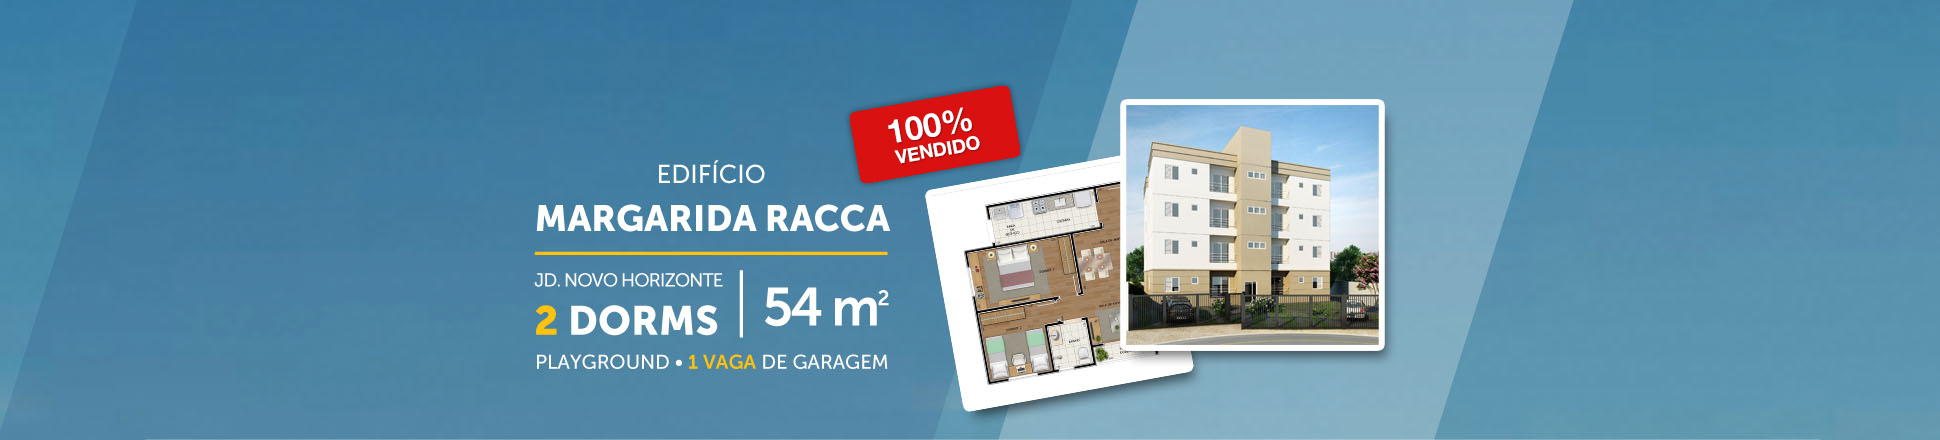 100%
VENDIDO
EDIFÍCIO
MARGARIDA RACCA
JD. NOVO HORIZONTE
2 DORMS
54 m²
PLAYGROUND • 1 VAGA DE GARAGEM